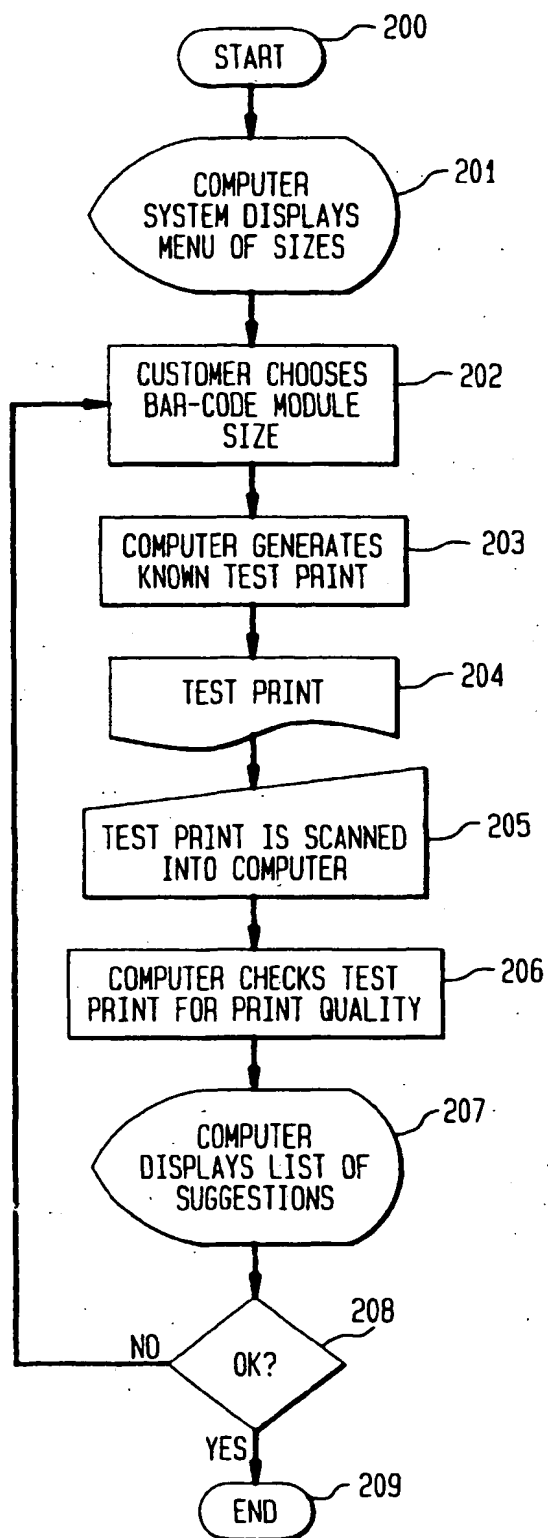 200
START
201
COMPUTER
SYSTEM DISPLAYS
MENU OF SIZES
202
CUSTOMER CHOOSES
BAR-CODE MODULE
SIZE
203
COMPUTER GENERATES
KNOWN TEST PRINT
204
TEST PRINT
205
TEST PRINT IS SCANNED
INTO COMPUTER
206
COMPUTER CHECKS TEST
PRINT FOR PRINT QUALITY
207
COMPUTER
DISPLAYS LIST OF
SUGGESTIONS
208
NO
OK?
YES
209
END